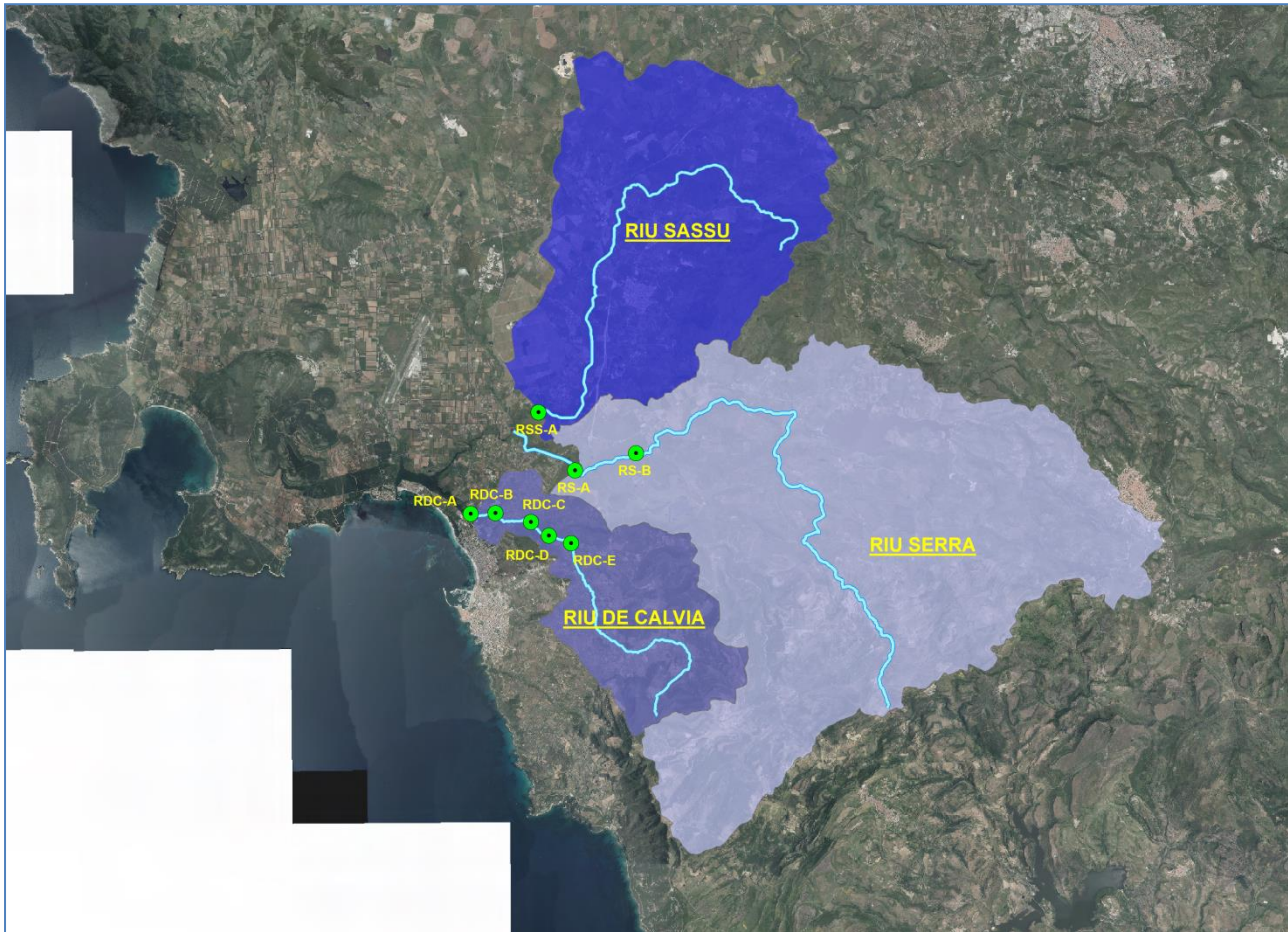 RIU SASSU
RSS-A
RS-B
RS-A
RDC-B
RDC-A
RDC-C
RDC-D
RDC-E
RIU SERRA
RIU DE CALVIA